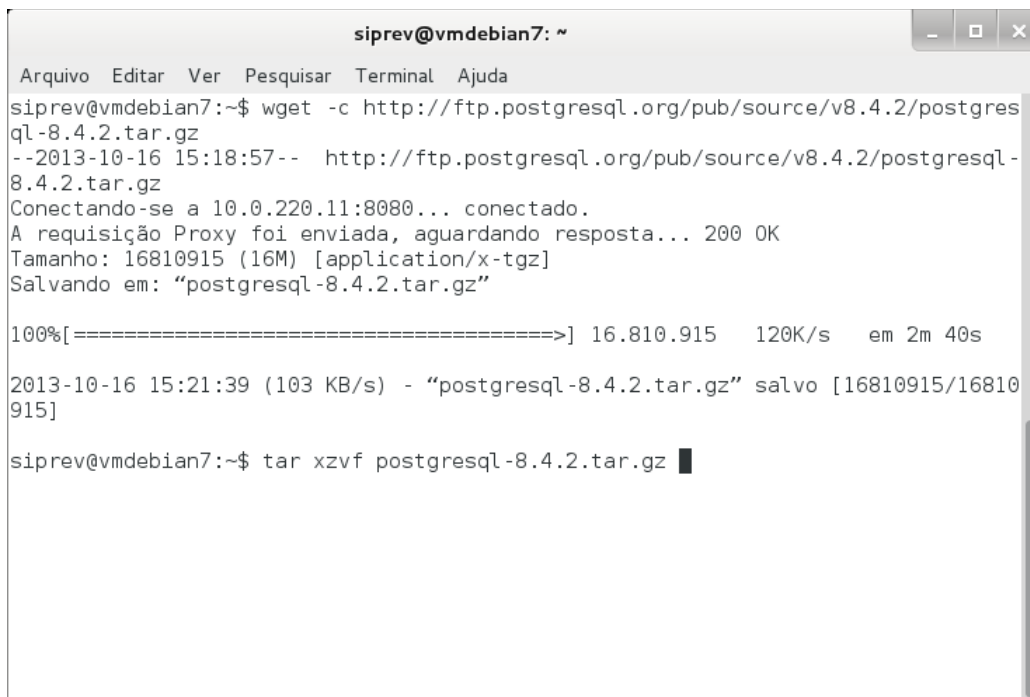 siprev@vmdebian7: ~
Arquivo Editar Ver Pesquisar Terminal Ajuda
siprev@vmdebian7:~$ wget -c http://ftp.postgresql.org/pub/source/v8.4.2/postgres
ql-8.4.2.tar.gz
--2013-10-16 15:18:57--  http://ftp.postgresql.org/pub/source/v8.4.2/postgresql-
8.4.2.tar.gz
Conectando-se a 10.0.220.11:8080... conectado.
A requisição Proxy foi enviada, aguardando resposta... 200 OK
Tamanho: 16810915 (16M) [application/x-tgz]
Salvando em: “postgresql-8.4.2.tar.gz”
100%[======================================>] 16.810.915   120K/s   em 2m 40s
2013-10-16 15:21:39 (103 KB/s) - “postgresql-8.4.2.tar.gz” salvo [16810915/16810
915]
siprev@vmdebian7:~$ tar xzvf postgresql-8.4.2.tar.gz